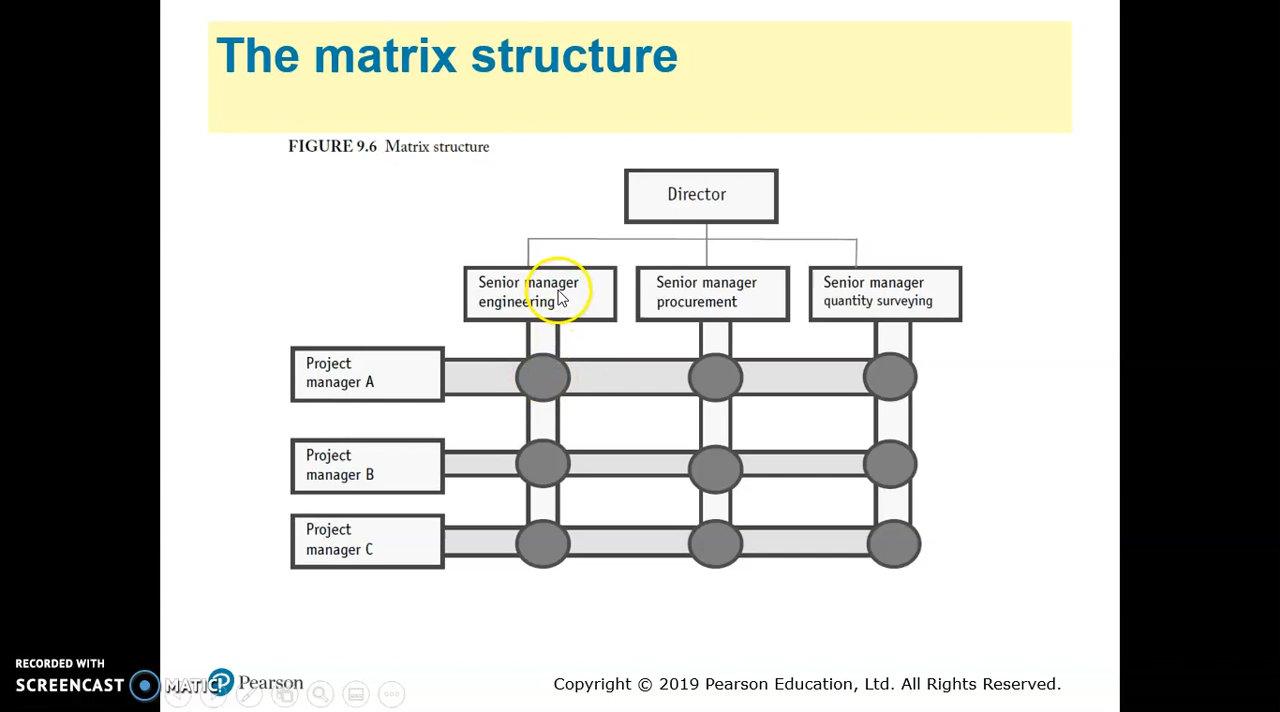 The matrix structure
FIGURE 9.6 Matrix structure
Director
Senior manager
engineering
Senior manager
procurement
Senior manager
quantity surveying
Project
manager A
Project
manager B
Project
manager C
RECORDED WITH
SCREENCAST MATIC
Pearson
Copyright © 2019 Pearson Education, Ltd. All Rights Reserved.